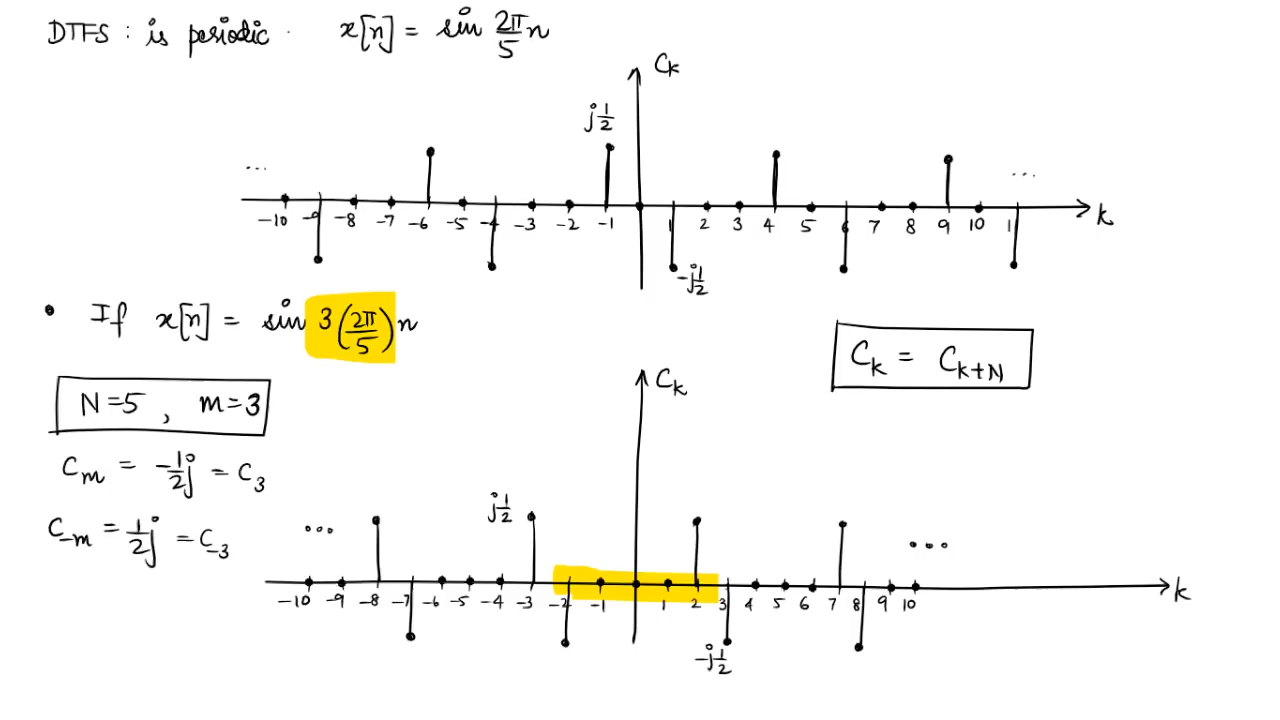 DTFS : is periodic . x[n] = sin 2π/5 n
Ck
j 1/2
... ...
-10 -9 -8 -7 -6 -5 -4 -3 -2 -1 1 2 3 4 5 6 7 8 9 10 11 k
-j 1/2
• If x[n] = sin 3(2π/5)n
Ck = Ck+N
Ck
N=5 , m=3
Cm = -1/2 j = C3
j 1/2
C-m = 1/2 j = C-3
... ...
-10 -9 -8 -7 -6 -5 -4 -3 -2 -1 1 2 3 4 5 6 7 8 9 10 k
-j 1/2